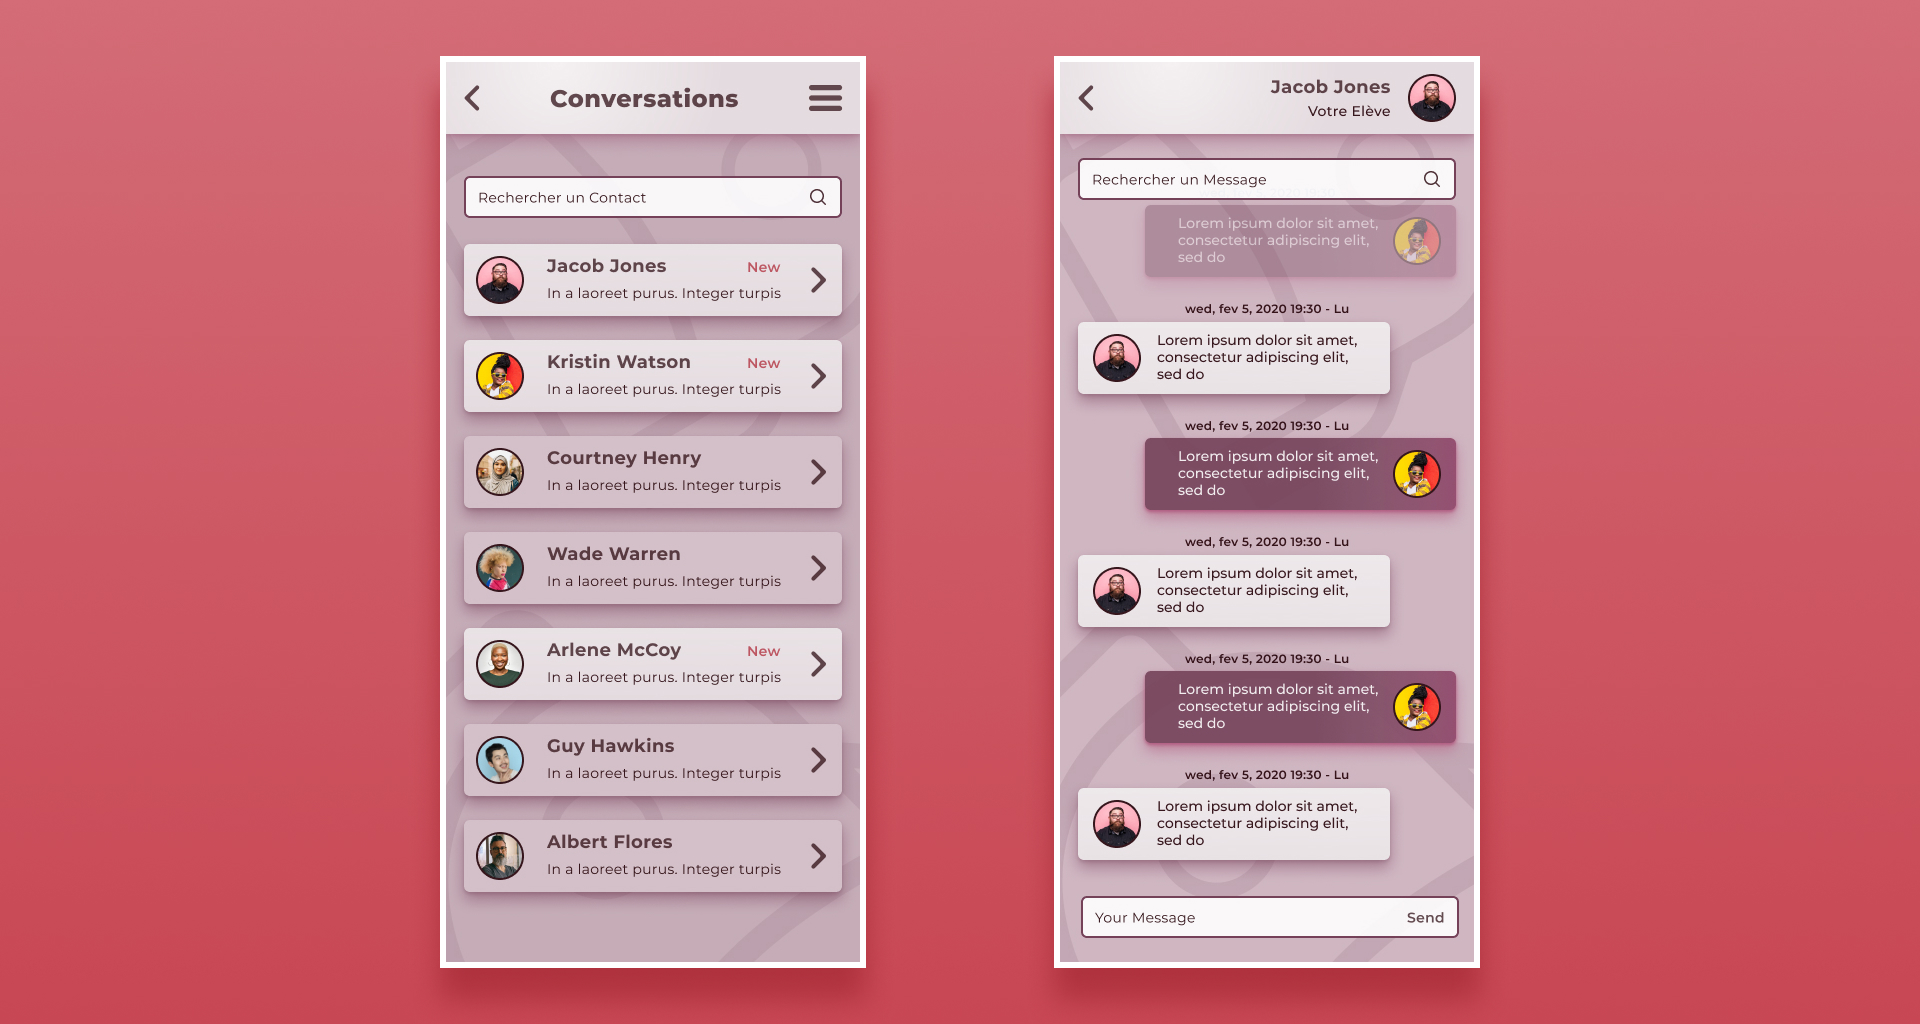 Conversations
Rechercher un Contact
Jacob Jones New
In a laoreet purus. Integer turpis
Kristin Watson New
In a laoreet purus. Integer turpis
Courtney Henry
In a laoreet purus. Integer turpis
Wade Warren
In a laoreet purus. Integer turpis
Arlene McCoy New
In a laoreet purus. Integer turpis
Guy Hawkins
In a laoreet purus. Integer turpis
Albert Flores
In a laoreet purus. Integer turpis
Jacob Jones
Votre Elève
Rechercher un Message
Lorem ipsum dolor sit amet,
consectetur adipiscing elit,
sed do
wed, fev 5, 2020 19:30 - Lu
Lorem ipsum dolor sit amet,
consectetur adipiscing elit,
sed do
wed, fev 5, 2020 19:30 - Lu
Lorem ipsum dolor sit amet,
consectetur adipiscing elit,
sed do
wed, fev 5, 2020 19:30 - Lu
Lorem ipsum dolor sit amet,
consectetur adipiscing elit,
sed do
wed, fev 5, 2020 19:30 - Lu
Lorem ipsum dolor sit amet,
consectetur adipiscing elit,
sed do
wed, fev 5, 2020 19:30 - Lu
Lorem ipsum dolor sit amet,
consectetur adipiscing elit,
sed do
Your Message Send